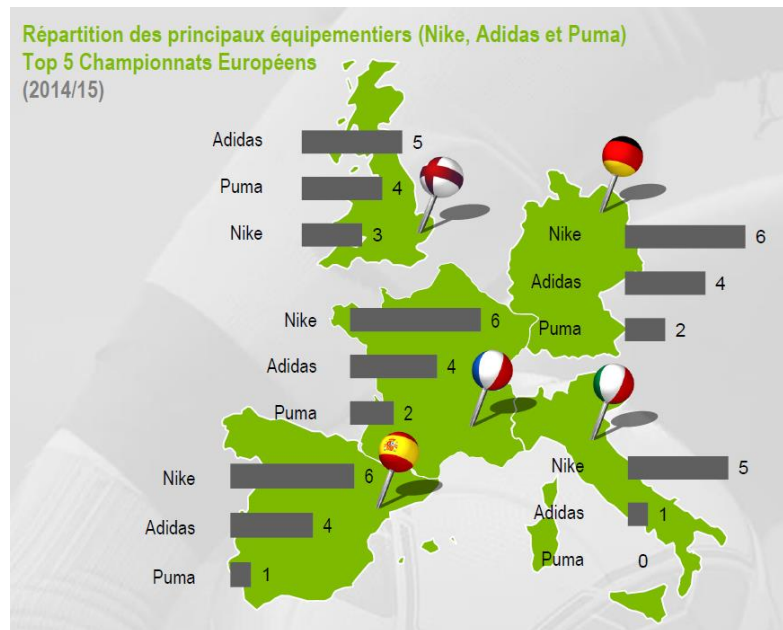 Répartition des principaux équipementiers (Nike, Adidas et Puma)
Top 5 Championnats Européens
(2014/15)
Adidas 5
Puma 4
Nike 3
Nike 6
Adidas 4
Puma 2
Nike 6
Adidas 4
Puma 2
Nike 6
Adidas 4
Puma 1
Nike 5
Adidas 1
Puma 0